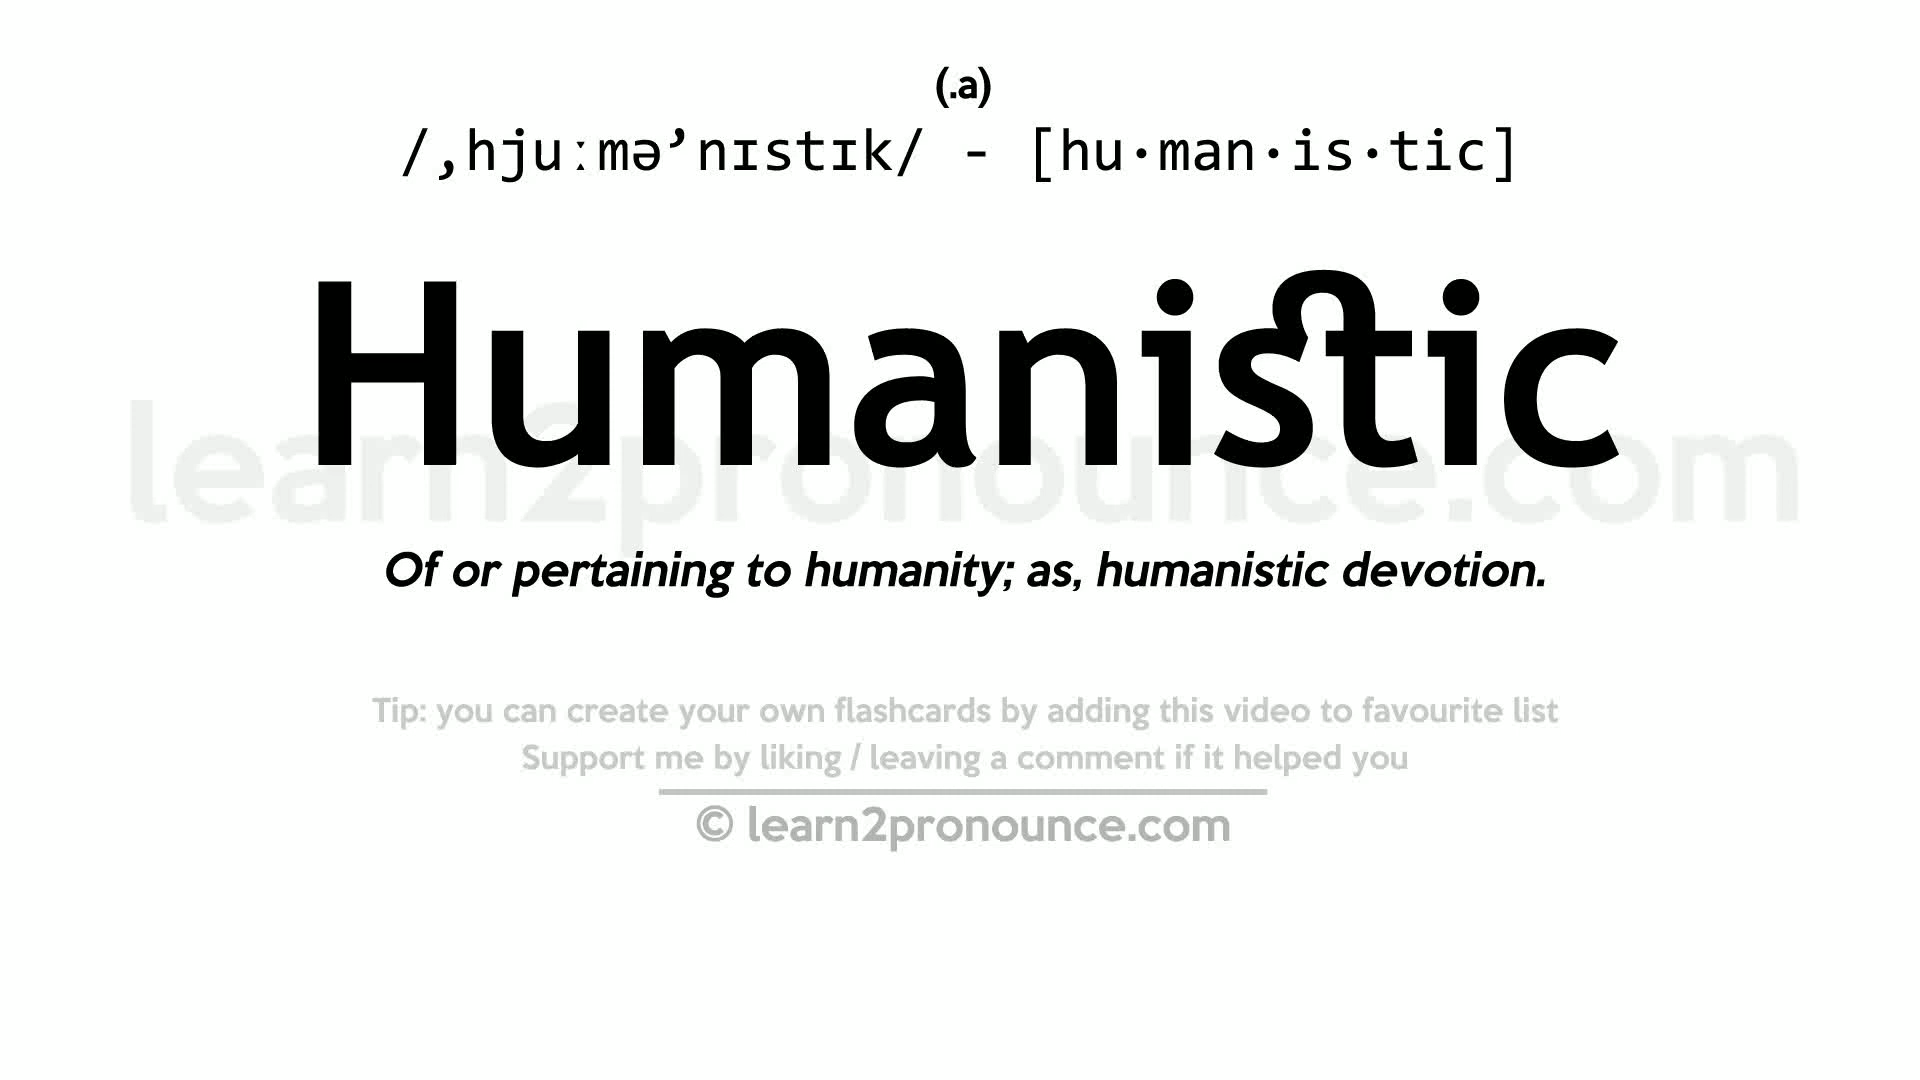 (.a)
/,hjuːmə’nɪstɪk/ - [hu·man·is·tic]
Humanistic
learn2pronounce.com
Of or pertaining to humanity; as, humanistic devotion.
Tip: you can create your own flashcards by adding this video to favourite list
Support me by liking / leaving a comment if it helped you
© learn2pronounce.com